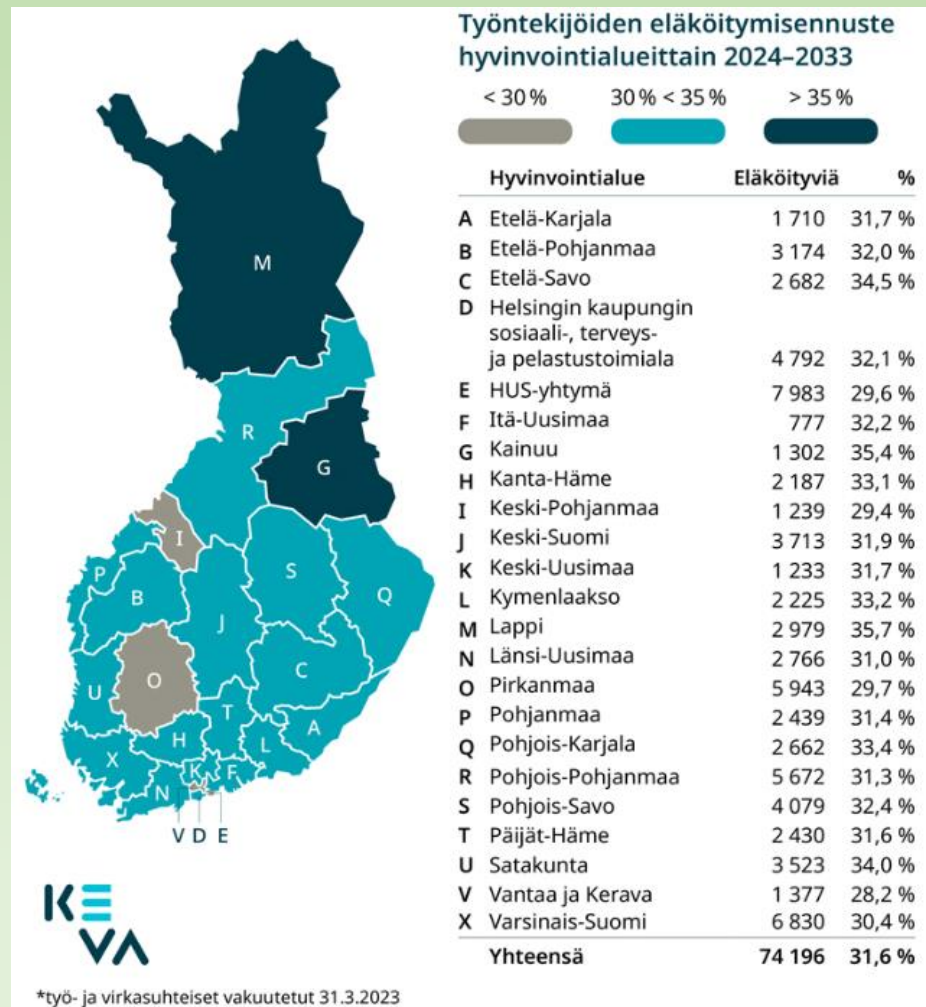 Työntekijöiden eläköitymisennuste
hyvinvointialueittain 2024–2033
< 30 % 30 % < 35 % > 35 %
Hyvinvointialue Eläköityviä %
A Etelä-Karjala 1 710 31,7 %
B Etelä-Pohjanmaa 3 174 32,0 %
C Etelä-Savo 2 682 34,5 %
D Helsingin kaupungin
sosiaali-, terveys-
ja pelastustoimiala 4 792 32,1 %
E HUS-yhtymä 7 983 29,6 %
F Itä-Uusimaa 777 32,2 %
G Kainuu 1 302 35,4 %
H Kanta-Häme 2 187 33,1 %
I Keski-Pohjanmaa 1 239 29,4 %
J Keski-Suomi 3 713 31,9 %
K Keski-Uusimaa 1 233 31,7 %
L Kymenlaakso 2 225 33,2 %
M Lappi 2 979 35,7 %
N Länsi-Uusimaa 2 766 31,0 %
O Pirkanmaa 5 943 29,7 %
P Pohjanmaa 2 439 31,4 %
Q Pohjois-Karjala 2 662 33,4 %
R Pohjois-Pohjanmaa 5 672 31,3 %
S Pohjois-Savo 4 079 32,4 %
T Päijät-Häme 2 430 31,6 %
U Satakunta 3 523 34,0 %
V Vantaa ja Kerava 1 377 28,2 %
X Varsinais-Suomi 6 830 30,4 %
Yhteensä 74 196 31,6 %
M
R
G
I
P
B
S
Q
J
O
C
U
T
A
H
L
X
K
F
N
V D E
KEVA
*työ- ja virkasuhteiset vakuutetut 31.3.2023